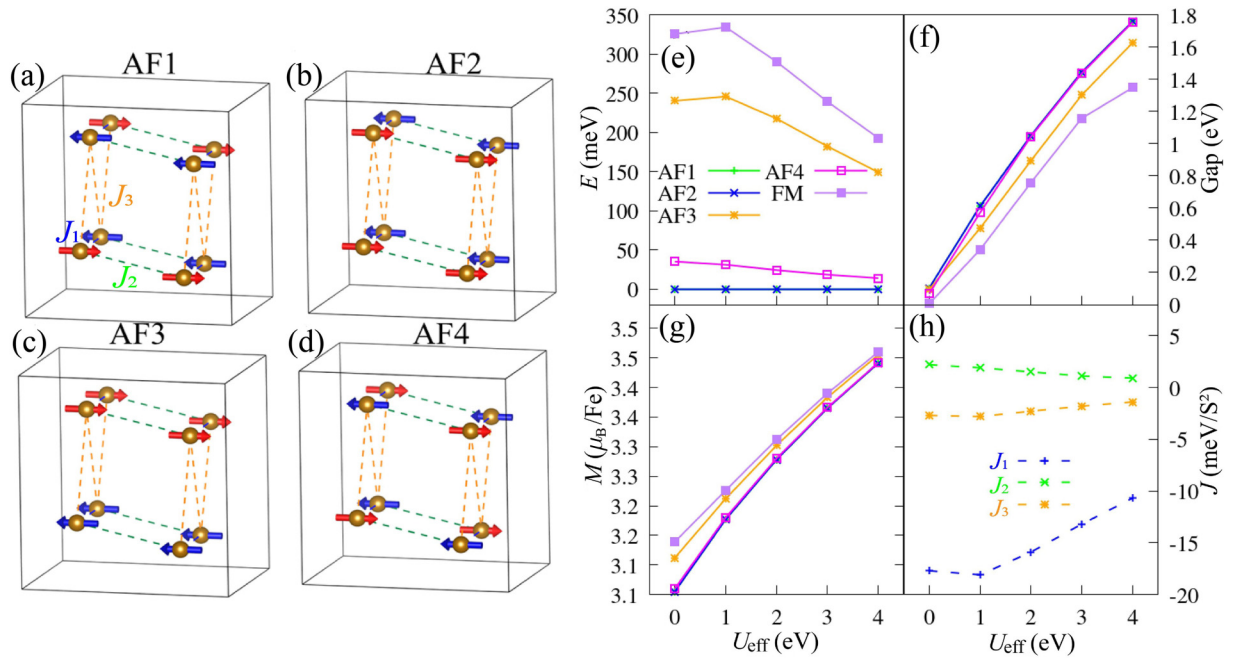 (a) AF1
(b) AF2
J₃
J₁
J₂
(c) AF3
(d) AF4
(e)
350
300
250
200
150
100
50
0
E (meV)
AF1
AF2
AF3
AF4
FM
(f)
1.8
1.6
1.4
1.2
1
0.8
0.6
0.4
0.2
0
Gap (eV)
(g)
3.5
3.5
3.4
3.4
3.3
3.3
3.2
3.2
3.1
3.1
M (μB/Fe)
0 1 2 3 4
Ueff (eV)
(h)
5
0
-5
-10
-15
-20
J (meV/S²)
J₁
J₂
J₃
0 1 2 3 4
Ueff (eV)